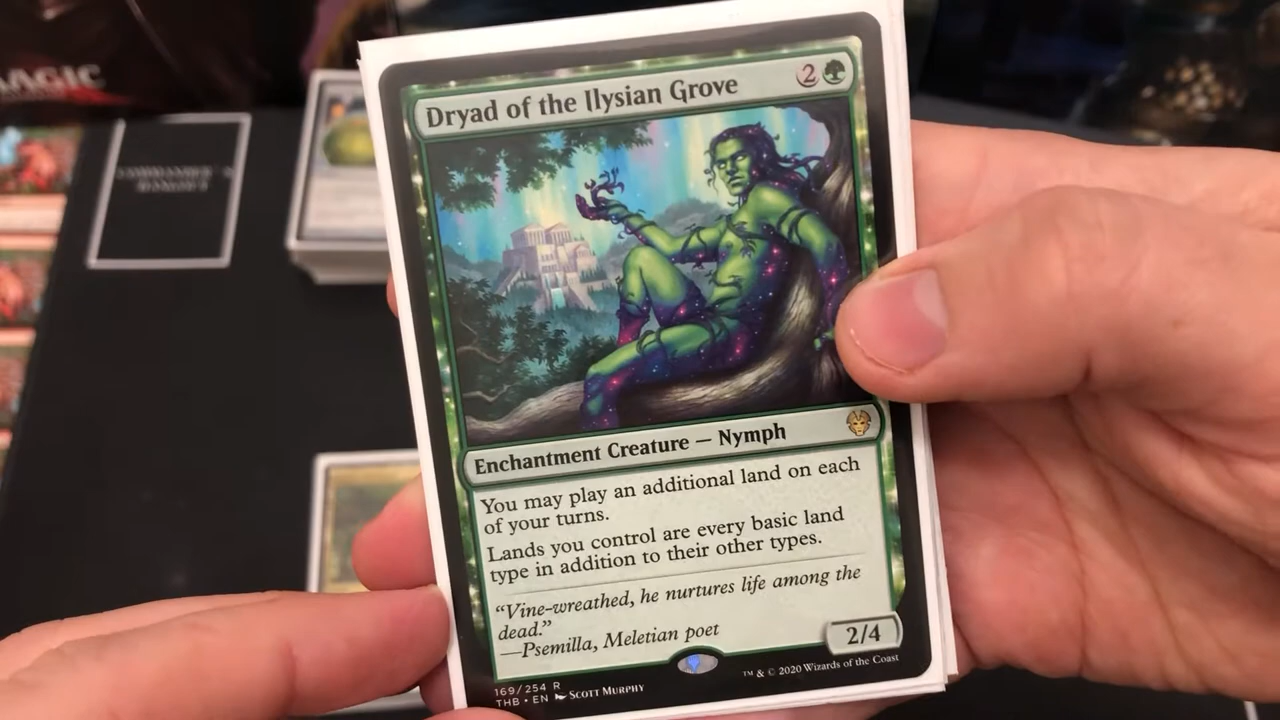 MAGIC
Dryad of the Ilysian Grove 2
Enchantment Creature — Nymph
You may play an additional land on each
of your turns.
Lands you control are every basic land
type in addition to their other types.
“Vine-wreathed, he nurtures life among the
dead.”
—Psemilla, Meletian poet
2/4
169/254 R
THB • EN SCOTT MURPHY
™ & © 2020 Wizards of the Coast